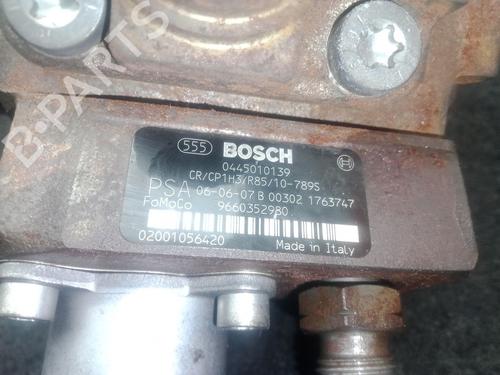 555 BOSCH
0445010139
CR/CP1H3/R85/10-789S
PSA 06-06-07 B 00302 1763747
FoMoCo 9660352980
02001056420 Made in Italy
B-PARTS